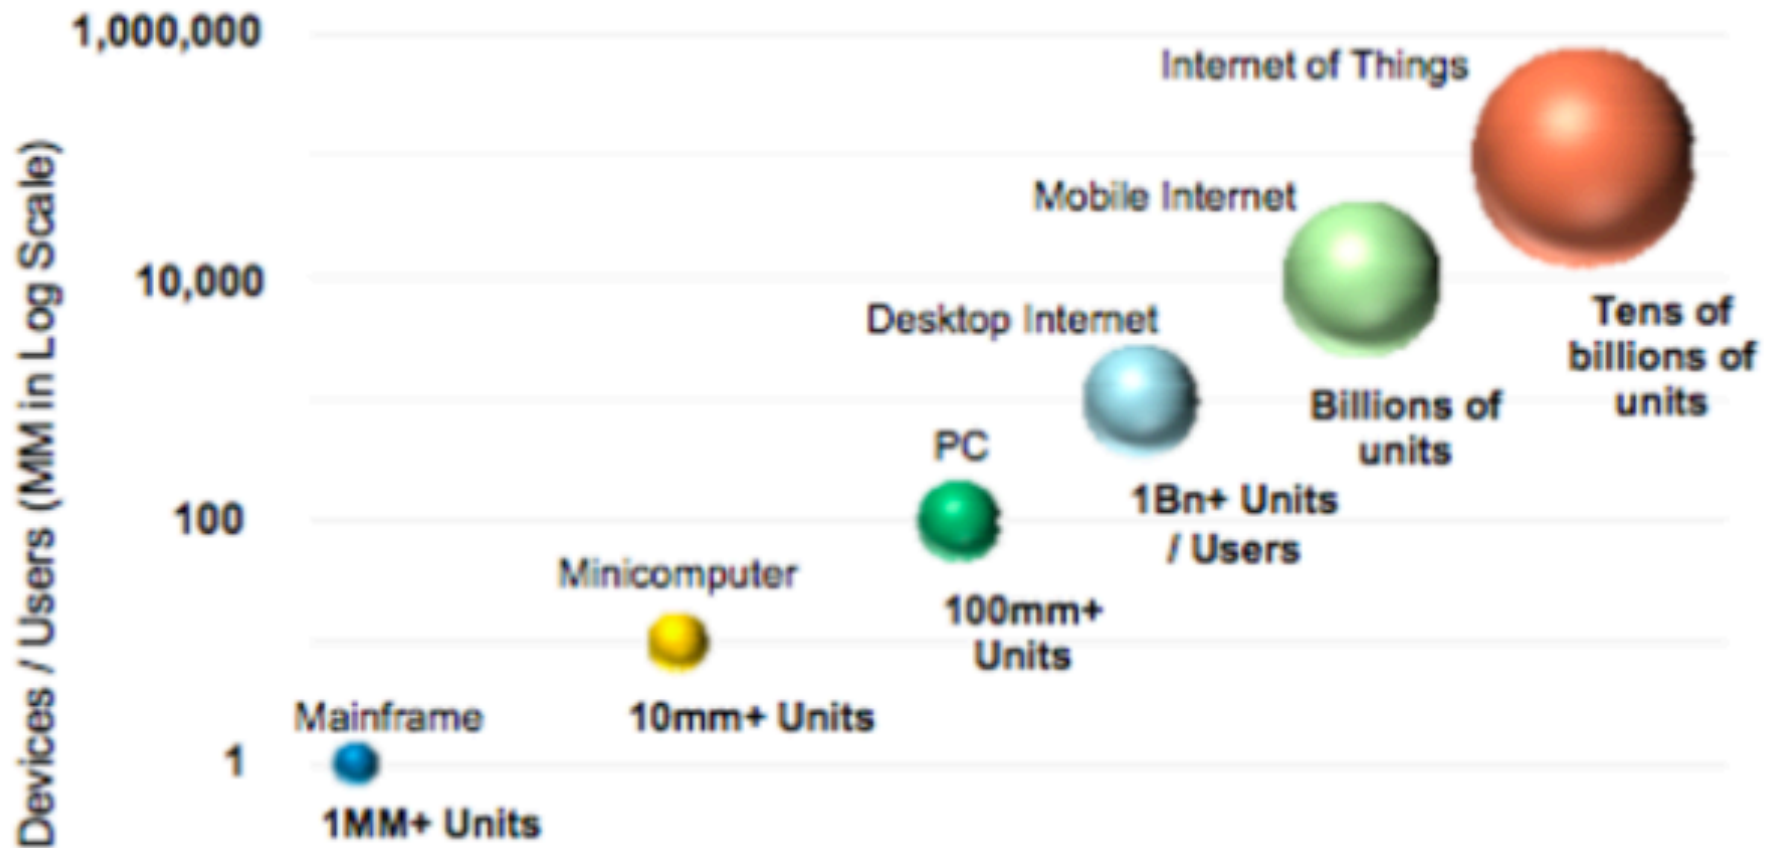 1,000,000
Internet of Things
Mobile Internet
10,000
Desktop Internet
Tens of
billions of
units
Billions of
units
PC
1Bn+ Units
/ Users
100
Minicomputer
100mm+
Units
Mainframe
10mm+ Units
1
1MM+ Units
Devices / Users (MM in Log Scale)